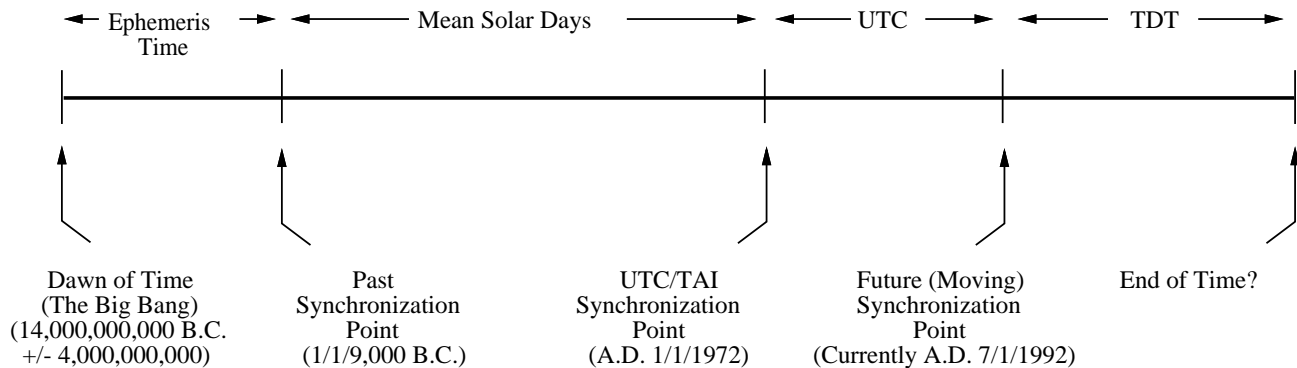 Ephemeris
Time
Mean Solar Days
UTC
TDT
Dawn of Time
(The Big Bang)
(14,000,000,000 B.C.
+/- 4,000,000,000)
Past
Synchronization
Point
(1/1/9,000 B.C.)
UTC/TAI
Synchronization
Point
(A.D. 1/1/1972)
Future (Moving)
Synchronization
Point
(Currently A.D. 7/1/1992)
End of Time?